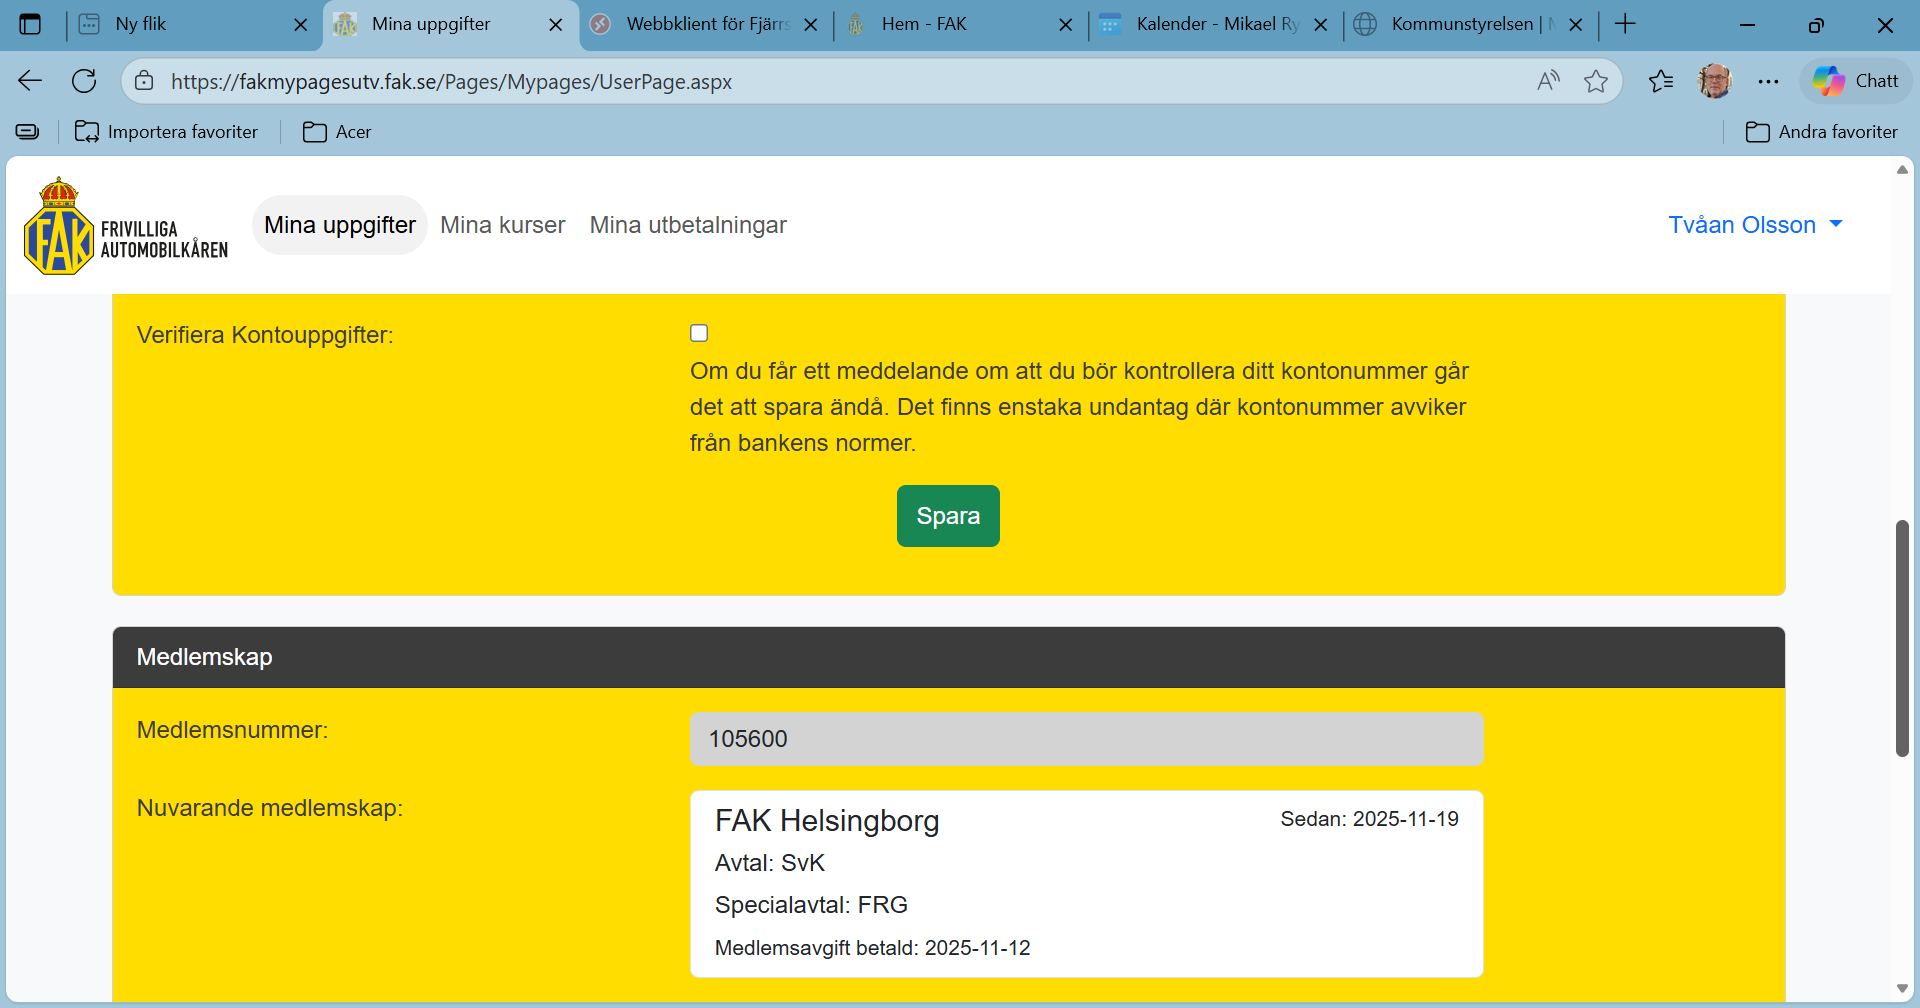 Ny flik
Mina uppgifter
Webbklient för Fjärrs
Hem - FAK
Kalender - Mikael Ry
Kommunstyrelsen |
https://fakmypagesutv.fak.se/Pages/Mypages/UserPage.aspx
Chatt
Importera favoriter
Acer
Andra favoriter
FAK
FRIVILLIGA
AUTOMOBILKÅREN
Mina uppgifter
Mina kurser
Mina utbetalningar
Tvåan Olsson
Verifiera Kontouppgifter:
Om du får ett meddelande om att du bör kontrollera ditt kontonummer går
det att spara ändå. Det finns enstaka undantag där kontonummer avviker
från bankens normer.
Spara
Medlemskap
Medlemsnummer:
105600
Nuvarande medlemskap:
FAK Helsingborg
Sedan: 2025-11-19
Avtal: SvK
Specialavtal: FRG
Medlemsavgift betald: 2025-11-12